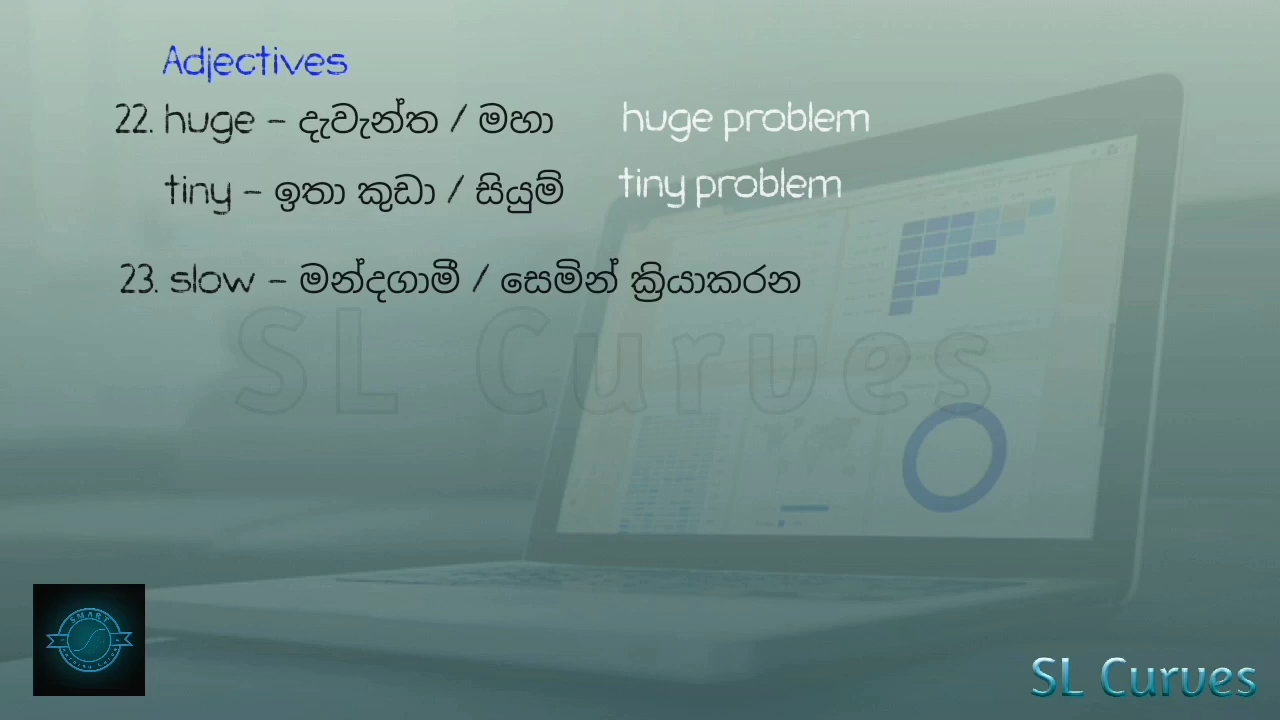 Adjectives
22. huge - දැවැන්ත / මහා huge problem
tiny - ඉතා කුඩා / සියුම් tiny problem
23. slow - මන්දගාමී / සෙමින් ක්‍රියාකරන
SL Curves
SMART
SL Curves